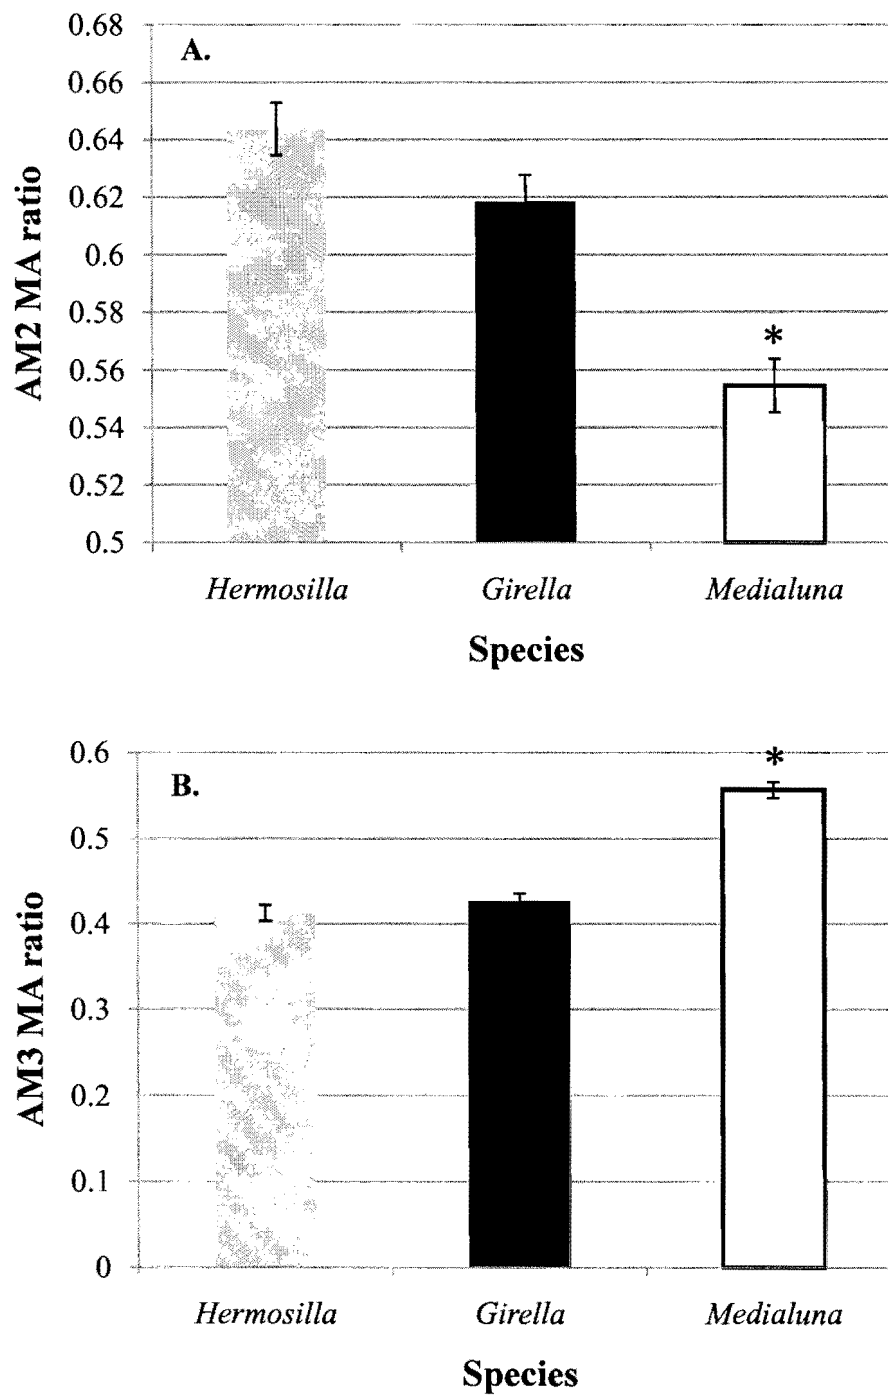 A.
AM2 MA ratio
0.68
0.66
0.64
0.62
0.6
0.58
0.56
0.54
0.52
0.5
*
Hermosilla Girella Medialuna
Species
B.
AM3 MA ratio
0.6
0.5
0.4
0.3
0.2
0.1
0
*
Hermosilla Girella Medialuna
Species